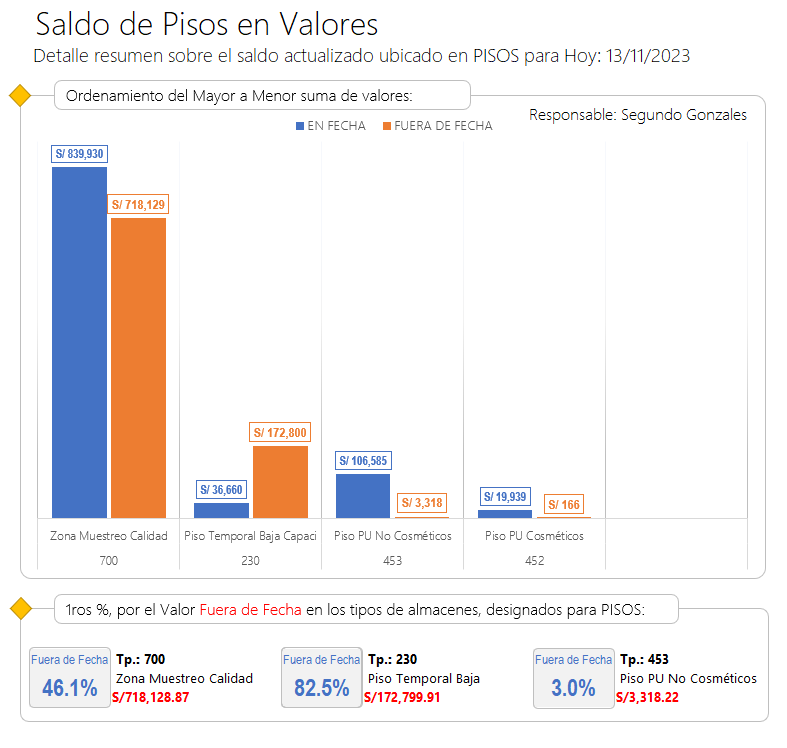 Saldo de Pisos en Valores
Detalle resumen sobre el saldo actualizado ubicado en PISOS para Hoy: 13/11/2023
Ordenamiento del Mayor a Menor suma de valores:
Responsable: Segundo Gonzales
EN FECHA FUERA DE FECHA
S/ 839,930
S/ 718,129
S/ 36,660
S/ 172,800
S/ 106,585
S/ 3,318
S/ 19,939
S/ 166
Zona Muestreo Calidad Piso Temporal Baja Capaci Piso PU No Cosméticos Piso PU Cosméticos
700 230 453 452
1ros %, por el Valor Fuera de Fecha en los tipos de almacenes, designados para PISOS:
Fuera de Fecha
46.1%
Tp.: 700
Zona Muestreo Calidad
S/718,128.87
Fuera de Fecha
82.5%
Tp.: 230
Piso Temporal Baja
S/172,799.91
Fuera de Fecha
3.0%
Tp.: 453
Piso PU No Cosméticos
S/3,318.22